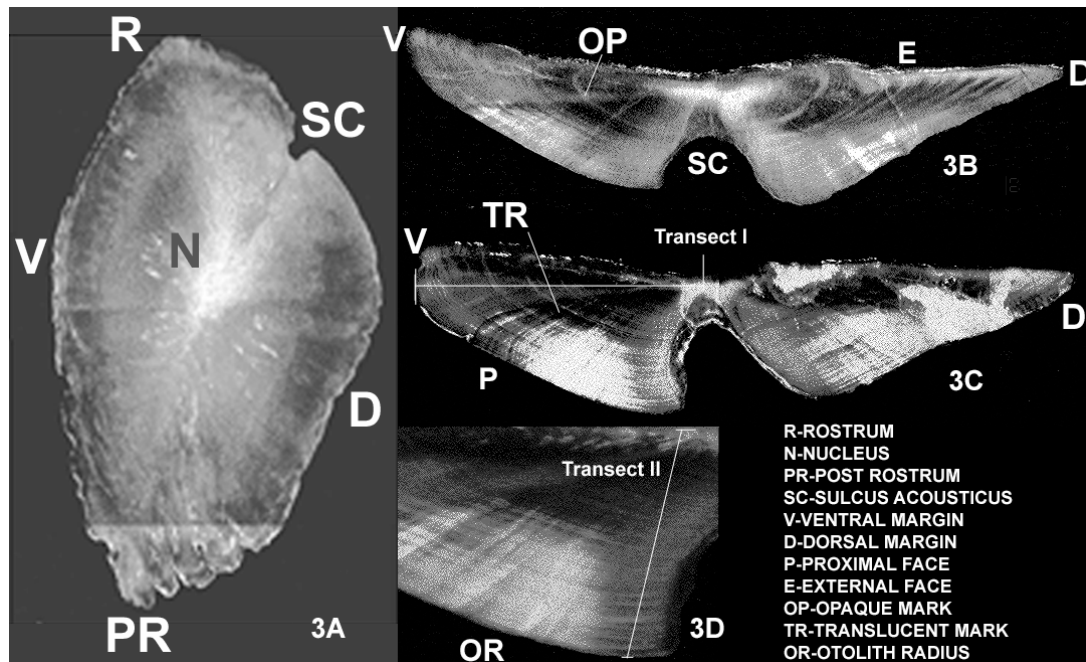 R
SC
N
V
D
PR
3A
V
OP
E
D
SC
3B
V
TR
Transect I
D
P
3C
Transect II
OR
3D
R-ROSTRUM
N-NUCLEUS
PR-POST ROSTRUM
SC-SULCUS ACOUSTICUS
V-VENTRAL MARGIN
D-DORSAL MARGIN
P-PROXIMAL FACE
E-EXTERNAL FACE
OP-OPAQUE MARK
TR-TRANSLUCENT MARK
OR-OTOLITH RADIUS